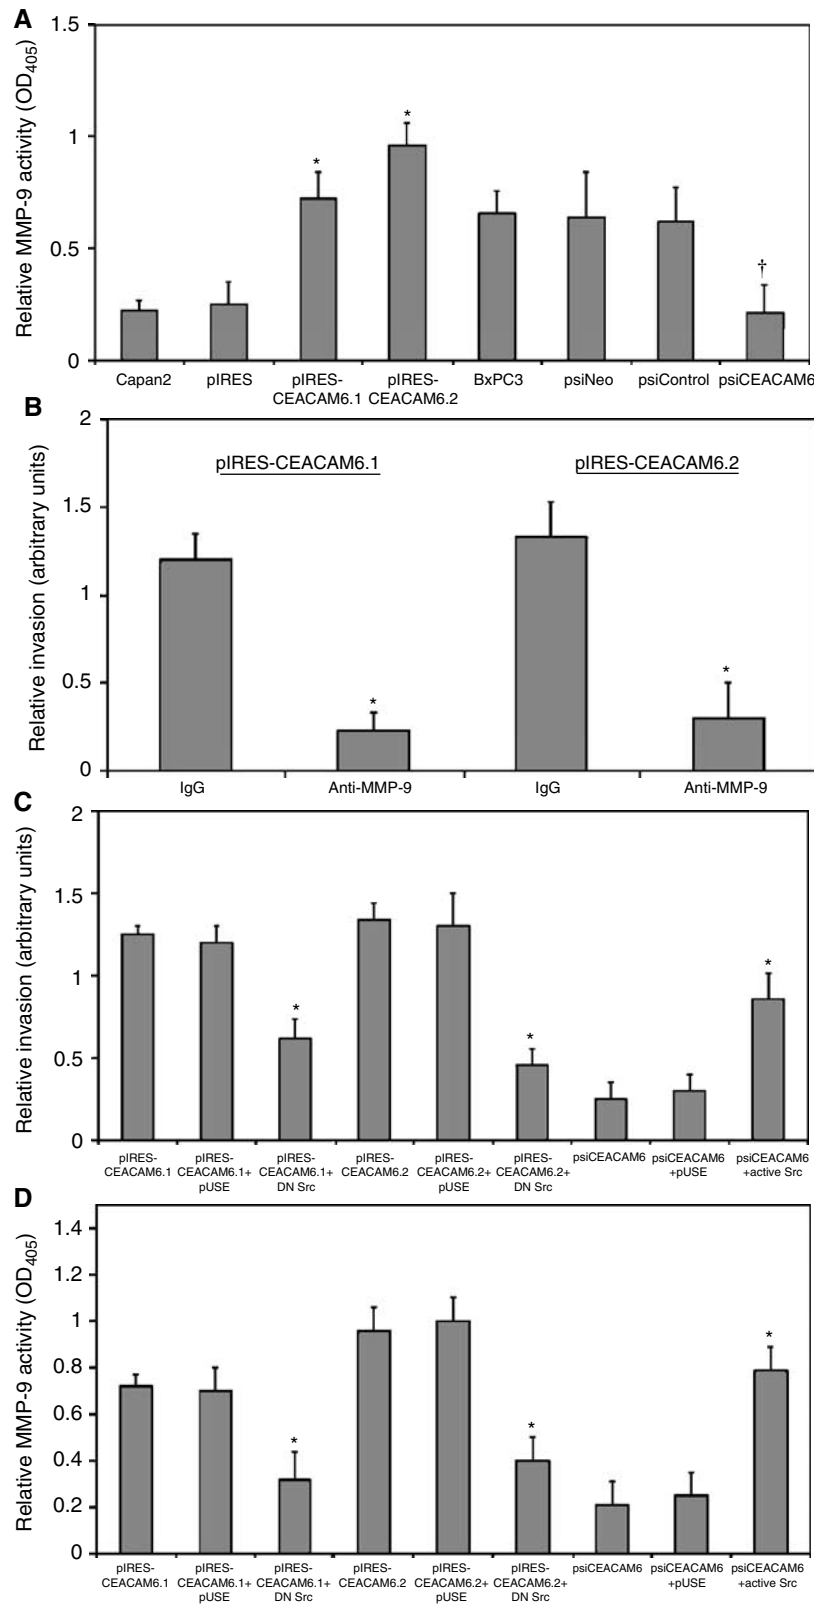 A
Relative MMP-9 activity (OD405)
1.5
1
0.5
0
*
*
†
Capan2
pIRES
pIRES-
CEACAM6.1
pIRES-
CEACAM6.2
BxPC3
psiNeo
psiControl
psiCEACAM6
B
Relative invasion (arbitrary units)
2
1.5
1
0.5
0
pIRES-CEACAM6.1
pIRES-CEACAM6.2
*
*
IgG
Anti-MMP-9
IgG
Anti-MMP-9
C
Relative invasion (arbitrary units)
2
1.5
1
0.5
0
*
*
*
pIRES-
CEACAM6.1
pIRES-
CEACAM6.1+
pUSE
pIRES-
CEACAM6.1+
DN Src
pIRES-
CEACAM6.2
pIRES-
CEACAM6.2+
pUSE
pIRES-
CEACAM6.2+
DN Src
psiCEACAM6
psiCEACAM6
+pUSE
psiCEACAM6
+active Src
D
Relative MMP-9 activity (OD405)
1.4
1.2
1
0.8
0.6
0.4
0.2
0
*
*
*
pIRES-
CEACAM6.1
pIRES-
CEACAM6.1+
pUSE
pIRES-
CEACAM6.1+
DN Src
pIRES-
CEACAM6.2
pIRES-
CEACAM6.2+
pUSE
pIRES-
CEACAM6.2+
DN Src
psiCEACAM6
psiCEACAM6
+pUSE
psiCEACAM6
+active Src